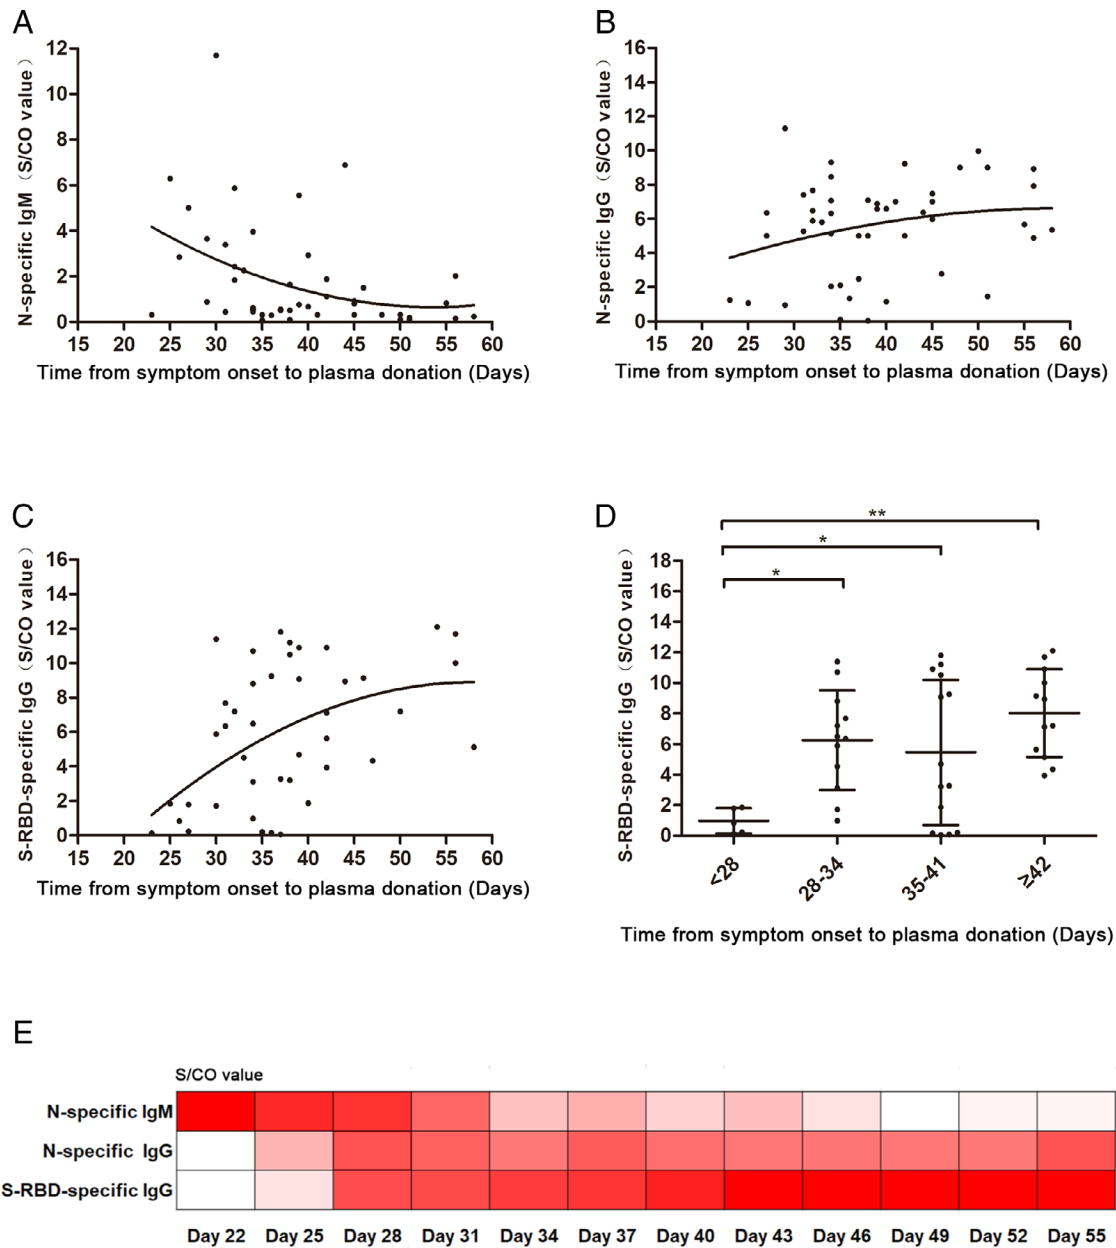 A
N-specific IgM（S/CO value）
12
10
8
6
4
2
0
15 20 25 30 35 40 45 50 55 60
Time from symptom onset to plasma donation (Days)
B
N-specific IgG（S/CO value）
16
14
12
10
8
6
4
2
0
15 20 25 30 35 40 45 50 55 60
Time from symptom onset to plasma donation (Days)
C
S-RBD-specific IgG（S/CO value）
16
14
12
10
8
6
4
2
0
15 20 25 30 35 40 45 50 55 60
Time from symptom onset to plasma donation (Days)
D
S-RBD-specific IgG（S/CO value）
**
*
*
18
16
14
12
10
8
6
4
2
0
<28 28-34 35-41 ≥42
Time from symptom onset to plasma donation (Days)
E
S/CO value
N-specific IgM
N-specific IgG
S-RBD-specific IgG
Day 22 Day 25 Day 28 Day 31 Day 34 Day 37 Day 40 Day 43 Day 46 Day 49 Day 52 Day 55